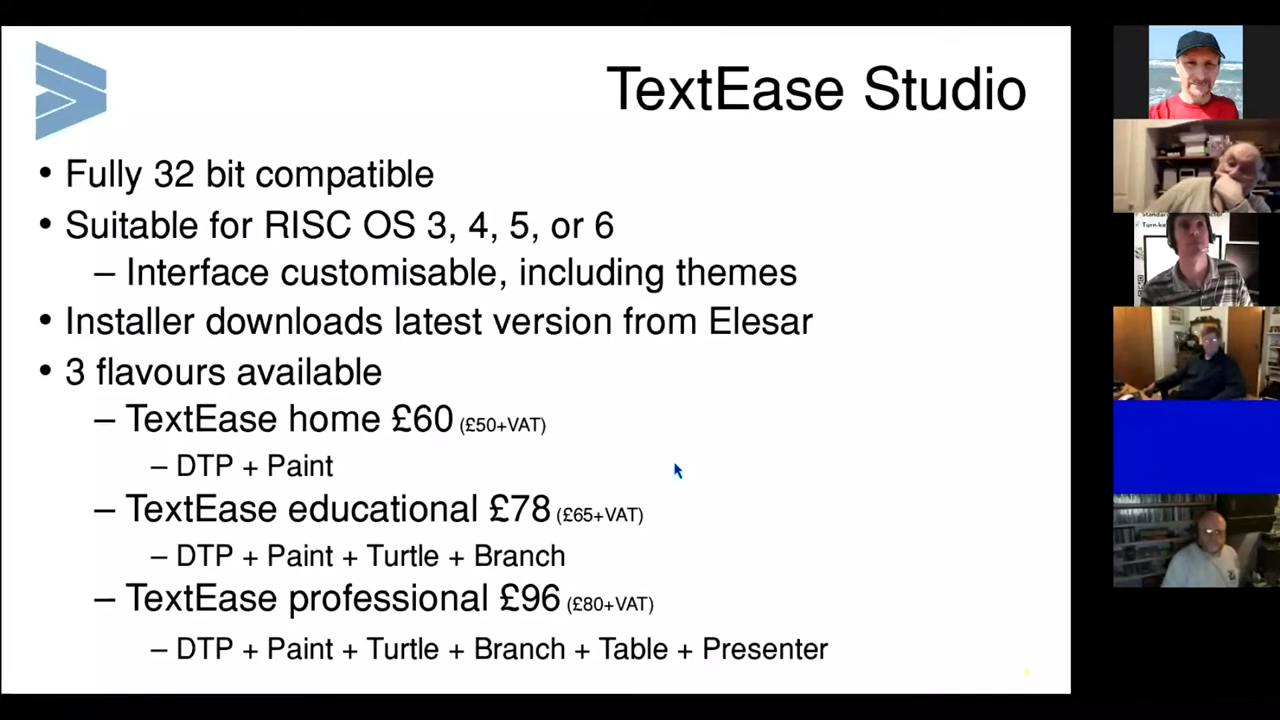 TextEase Studio
• Fully 32 bit compatible
• Suitable for RISC OS 3, 4, 5, or 6
– Interface customisable, including themes
• Installer downloads latest version from Elesar
• 3 flavours available
– TextEase home £60 (£50+VAT)
– DTP + Paint
– TextEase educational £78 (£65+VAT)
– DTP + Paint + Turtle + Branch
– TextEase professional £96 (£80+VAT)
– DTP + Paint + Turtle + Branch + Table + Presenter